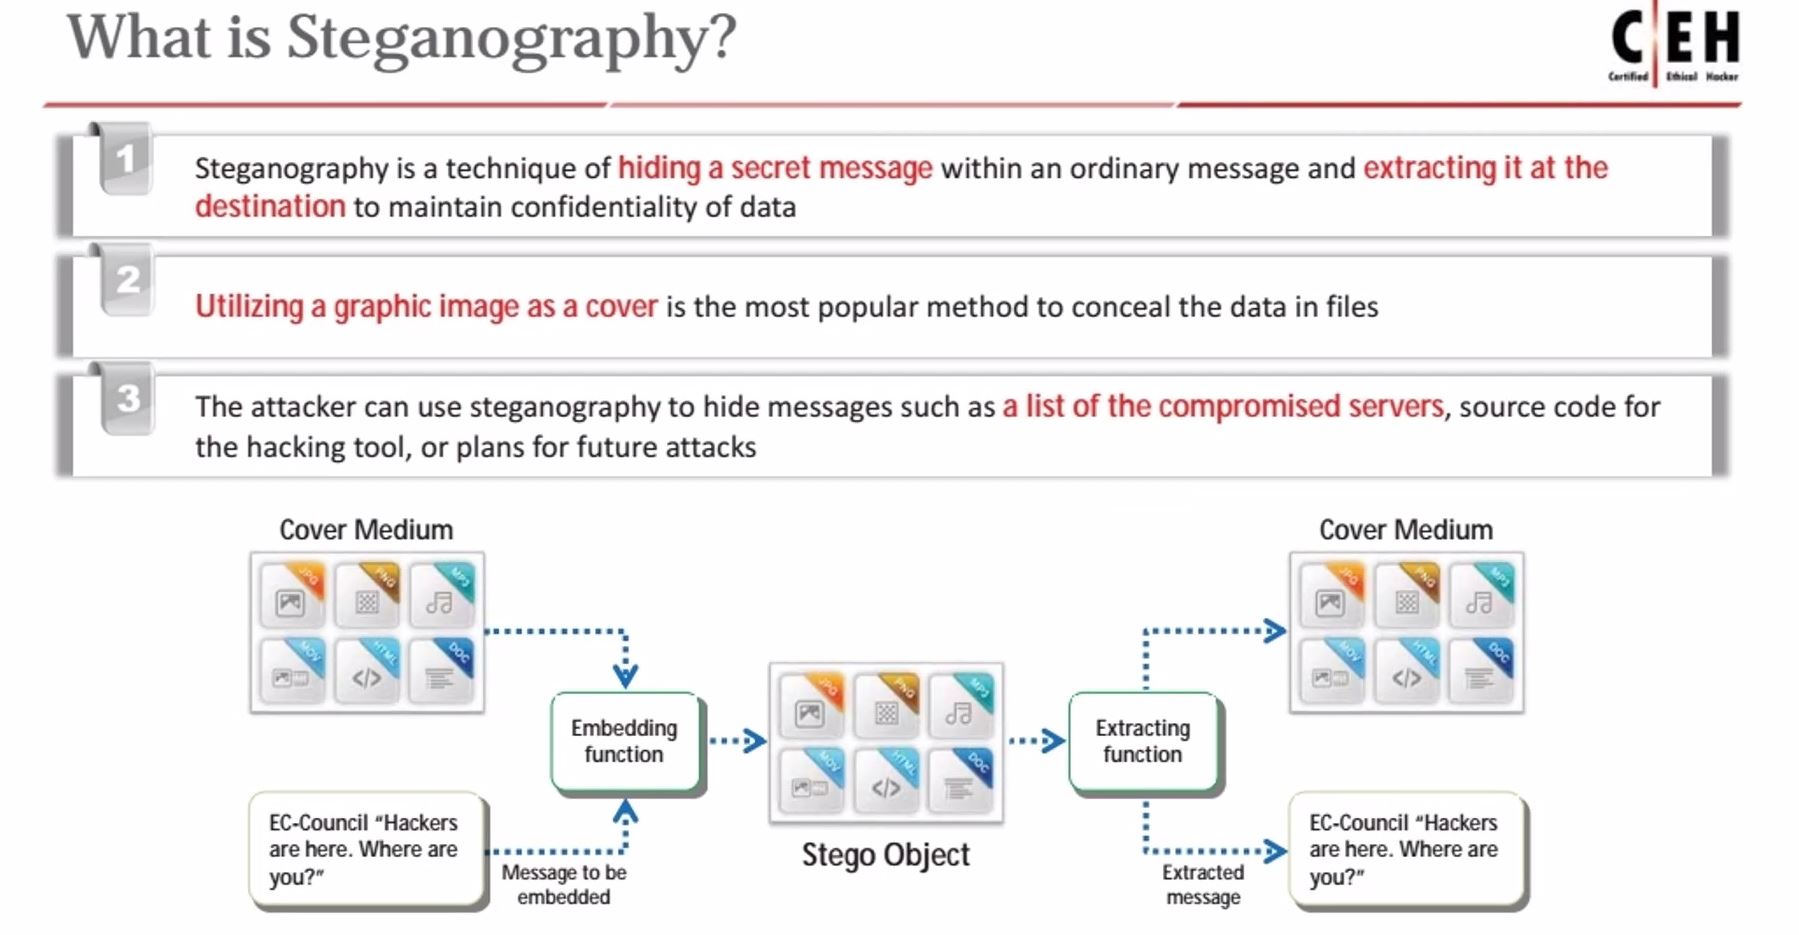 What is Steganography?
C|EH
Certified Ethical Hacker
1
Steganography is a technique of hiding a secret message within an ordinary message and extracting it at the
destination to maintain confidentiality of data
2
Utilizing a graphic image as a cover is the most popular method to conceal the data in files
3
The attacker can use steganography to hide messages such as a list of the compromised servers, source code for
the hacking tool, or plans for future attacks
Cover Medium
JPG PNG MP3
MOV HTML DOC
EC-Council “Hackers
are here. Where are
you?”
Message to be
embedded
Embedding
function
JPG PNG MP3
MOV HTML DOC
Stego Object
Extracting
function
Cover Medium
JPG PNG MP3
MOV HTML DOC
Extracted
message
EC-Council “Hackers
are here. Where are
you?”